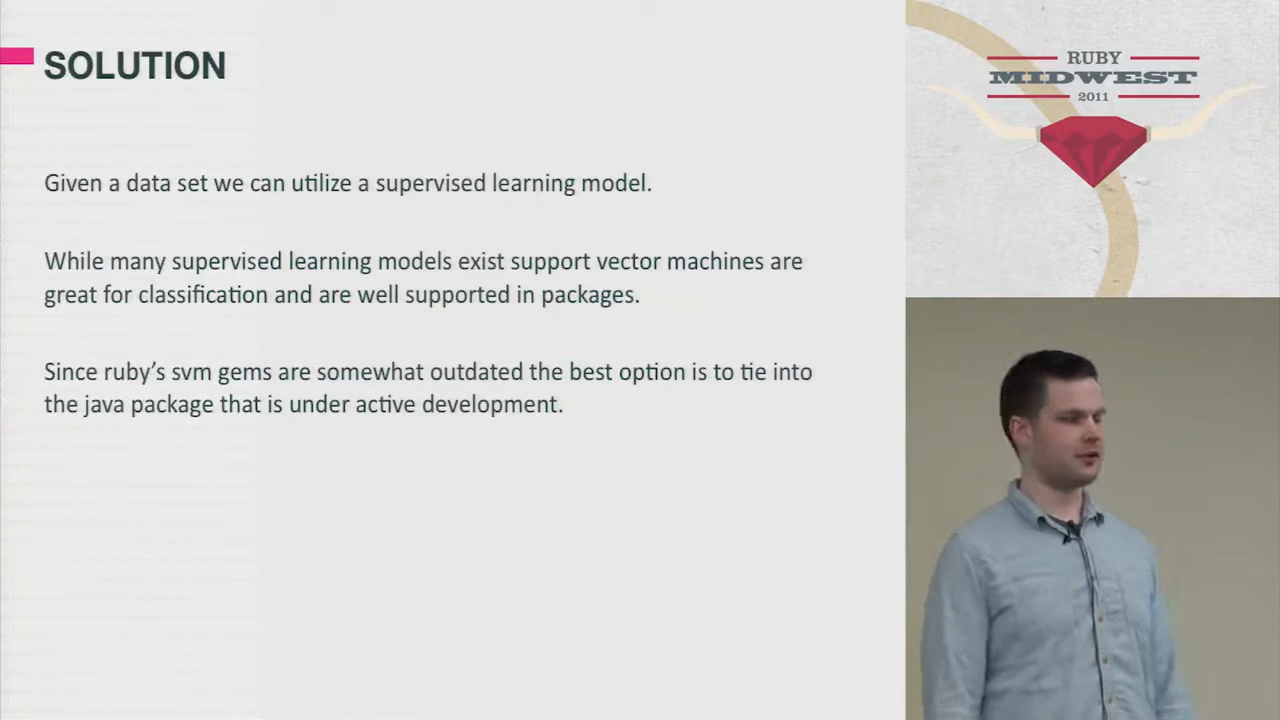 SOLUTION
Given a data set we can utilize a supervised learning model.
While many supervised learning models exist support vector machines are
great for classification and are well supported in packages.
Since ruby's svm gems are somewhat outdated the best option is to tie into
the java package that is under active development.
RUBY
MIDWEST
2011